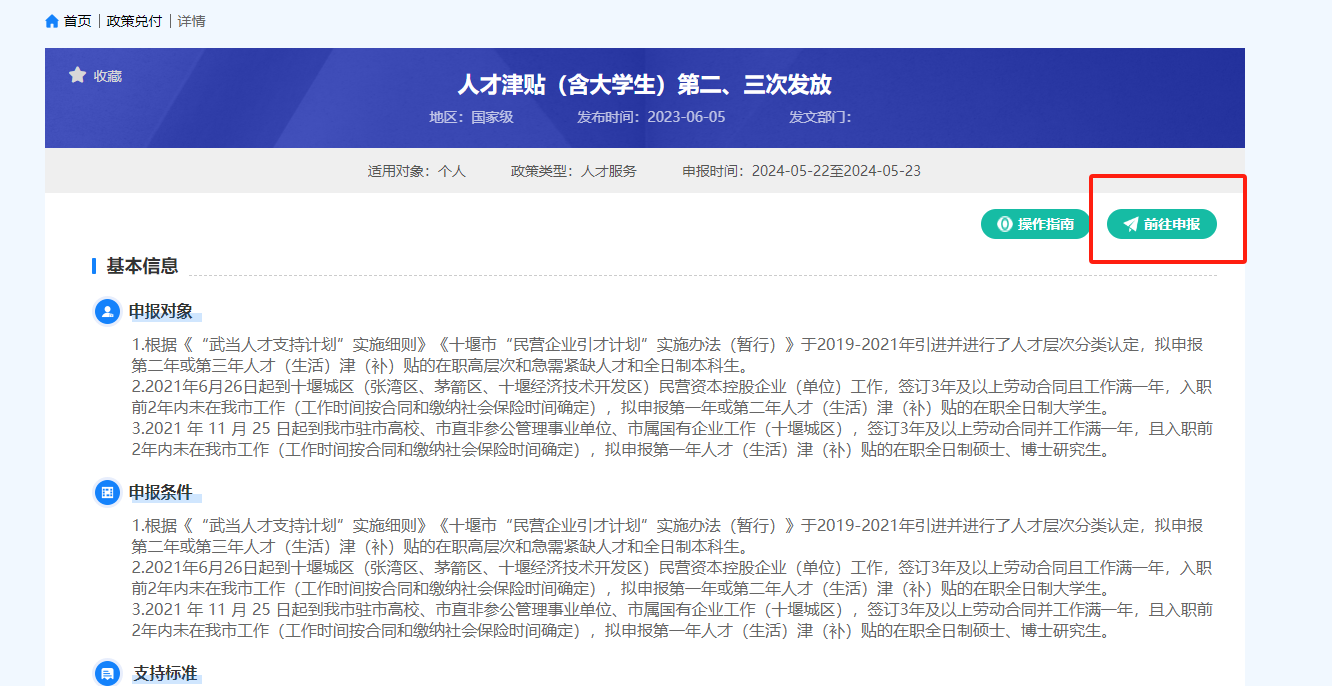 首页 | 政策兑付 | 详情
收藏
人才津贴（含大学生）第二、三次发放
地区：国家级 发布时间：2023-06-05 发文部门：
适用对象：个人 政策类型：人才服务 申报时间：2024-05-22至2024-05-23
操作指南 前往申报
基本信息
申报对象
1.根据《“武当人才支持计划”实施细则》《十堰市“民营企业引才计划”实施办法（暂行）》于2019-2021年引进并进行了人才层次分类认定，拟申报
第二年或第三年人才（生活）津（补）贴的在职高层次和急需紧缺人才和全日制本科生。
2.2021年6月26日起到十堰城区（张湾区、茅箭区、十堰经济技术开发区）民营资本控股企业（单位）工作，签订3年及以上劳动合同且工作满一年，入职
前2年内未在我市工作（工作时间按合同和缴纳社会保险时间确定），拟申报第一年或第二年人才（生活）津（补）贴的在职全日制大学生。
3.2021 年 11 月 25 日起到我市驻市高校、市直非参公管理事业单位、市属国有企业工作（十堰城区），签订3年及以上劳动合同并工作满一年，且入职前
2年内未在我市工作（工作时间按合同和缴纳社会保险时间确定），拟申报第一年人才（生活）津（补）贴的在职全日制硕士、博士研究生。
申报条件
1.根据《“武当人才支持计划”实施细则》《十堰市“民营企业引才计划”实施办法（暂行）》于2019-2021年引进并进行了人才层次分类认定，拟申报
第二年或第三年人才（生活）津（补）贴的在职高层次和急需紧缺人才和全日制本科生。
2.2021年6月26日起到十堰城区（张湾区、茅箭区、十堰经济技术开发区）民营资本控股企业（单位）工作，签订3年及以上劳动合同且工作满一年，入职
前2年内未在我市工作（工作时间按合同和缴纳社会保险时间确定），拟申报第一年或第二年人才（生活）津（补）贴的在职全日制大学生。
3.2021 年 11 月 25 日起到我市驻市高校、市直非参公管理事业单位、市属国有企业工作（十堰城区），签订3年及以上劳动合同并工作满一年，且入职前
2年内未在我市工作（工作时间按合同和缴纳社会保险时间确定），拟申报第一年人才（生活）津（补）贴的在职全日制硕士、博士研究生。
支持标准